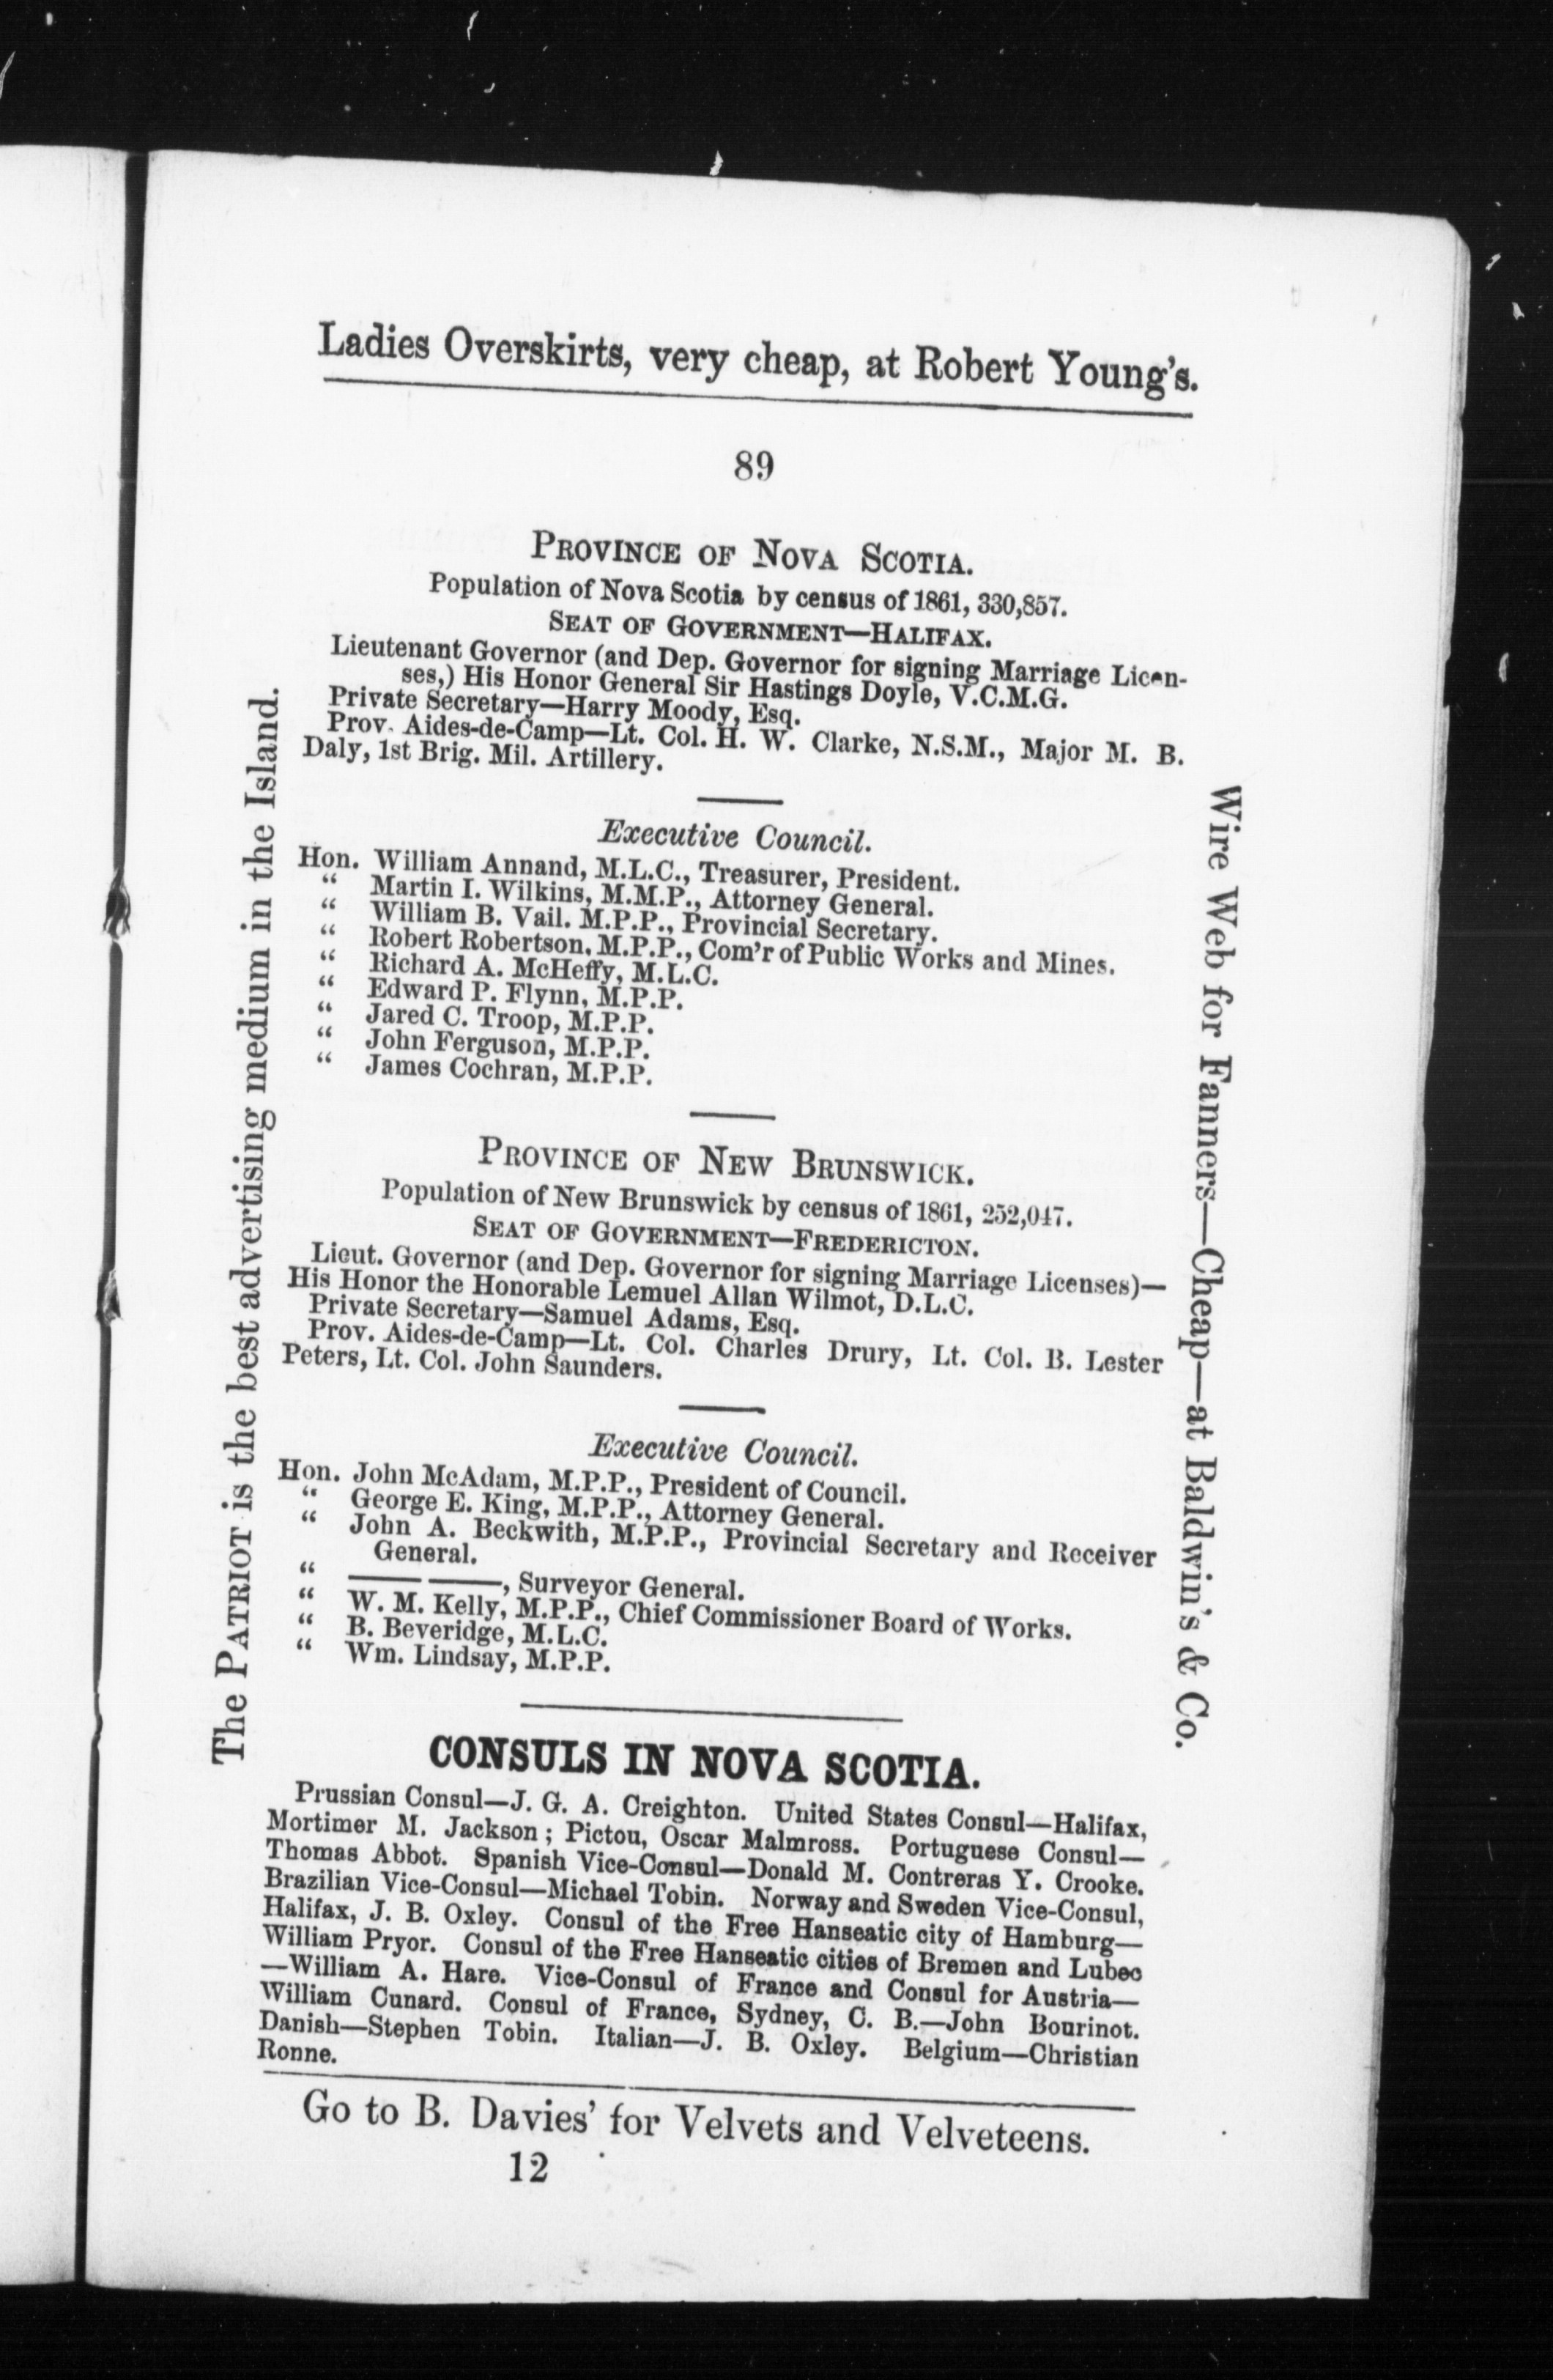 Ladies Overskirts, very cheap, at Robert Young's.
89
PROVINCE OF NOVA SCOTIA.
Population of Nova Scotia by census of 1861, 330,857.
SEAT OF GOVERNMENT—HALIFAX.
Lieutenant Governor (and Dep. Governor for signing Marriage Licen-
ses,) His Honor General Sir Hastings Doyle, V.C.M.G.
Private Secretary—Harry Moody, Esq.
Prov. Aides-de-Camp—Lt. Col. H. W. Clarke, N.S.M., Major M. B.
Daly, 1st Brig. Mil. Artillery.
Executive Council.
Hon. William Annand, M.L.C., Treasurer, President.
“ Martin I. Wilkins, M.M.P., Attorney General.
“ William B. Vail. M.P.P., Provincial Secretary.
“ Robert Robertson, M.P.P., Com'r of Public Works and Mines.
“ Richard A. McHeffy, M.L.C.
“ Edward P. Flynn, M.P.P.
“ Jared C. Troop, M.P.P.
“ John Ferguson, M.P.P.
“ James Cochran, M.P.P.
PROVINCE OF NEW BRUNSWICK.
Population of New Brunswick by census of 1861, 252,047.
SEAT OF GOVERNMENT—FREDERICTON.
Lieut. Governor (and Dep. Governor for signing Marriage Licenses)—
His Honor the Honorable Lemuel Allan Wilmot, D.L.C.
Private Secretary—Samuel Adams, Esq.
Prov. Aides-de-Camp—Lt. Col. Charles Drury, Lt. Col. B. Lester
Peters, Lt. Col. John Saunders.
Executive Council.
Hon. John McAdam, M.P.P., President of Council.
“ George E. King, M.P.P., Attorney General.
“ John A. Beckwith, M.P.P., Provincial Secretary and Receiver
General.
“ —— ——, Surveyor General.
“ W. M. Kelly, M.P.P., Chief Commissioner Board of Works.
“ B. Beveridge, M.L.C.
“ Wm. Lindsay, M.P.P.
CONSULS IN NOVA SCOTIA.
Prussian Consul—J. G. A. Creighton. United States Consul—Halifax,
Mortimer M. Jackson; Pictou, Oscar Malmross. Portuguese Consul—
Thomas Abbot. Spanish Vice-Consul—Donald M. Contreras Y. Crooke.
Brazilian Vice-Consul—Michael Tobin. Norway and Sweden Vice-Consul,
Halifax, J. B. Oxley. Consul of the Free Hanseatic city of Hamburg—
William Pryor. Consul of the Free Hanseatic cities of Bremen and Lubec
—William A. Hare. Vice-Consul of France and Consul for Austria—
William Cunard. Consul of France, Sydney, C. B.—John Bourinot.
Danish—Stephen Tobin. Italian—J. B. Oxley. Belgium—Christian
Ronne.
Go to B. Davies' for Velvets and Velveteens.
12
The PATRIOT is the best advertising medium in the Island.
Wire Web for Fanners—Cheap—at Baldwin's & Co.